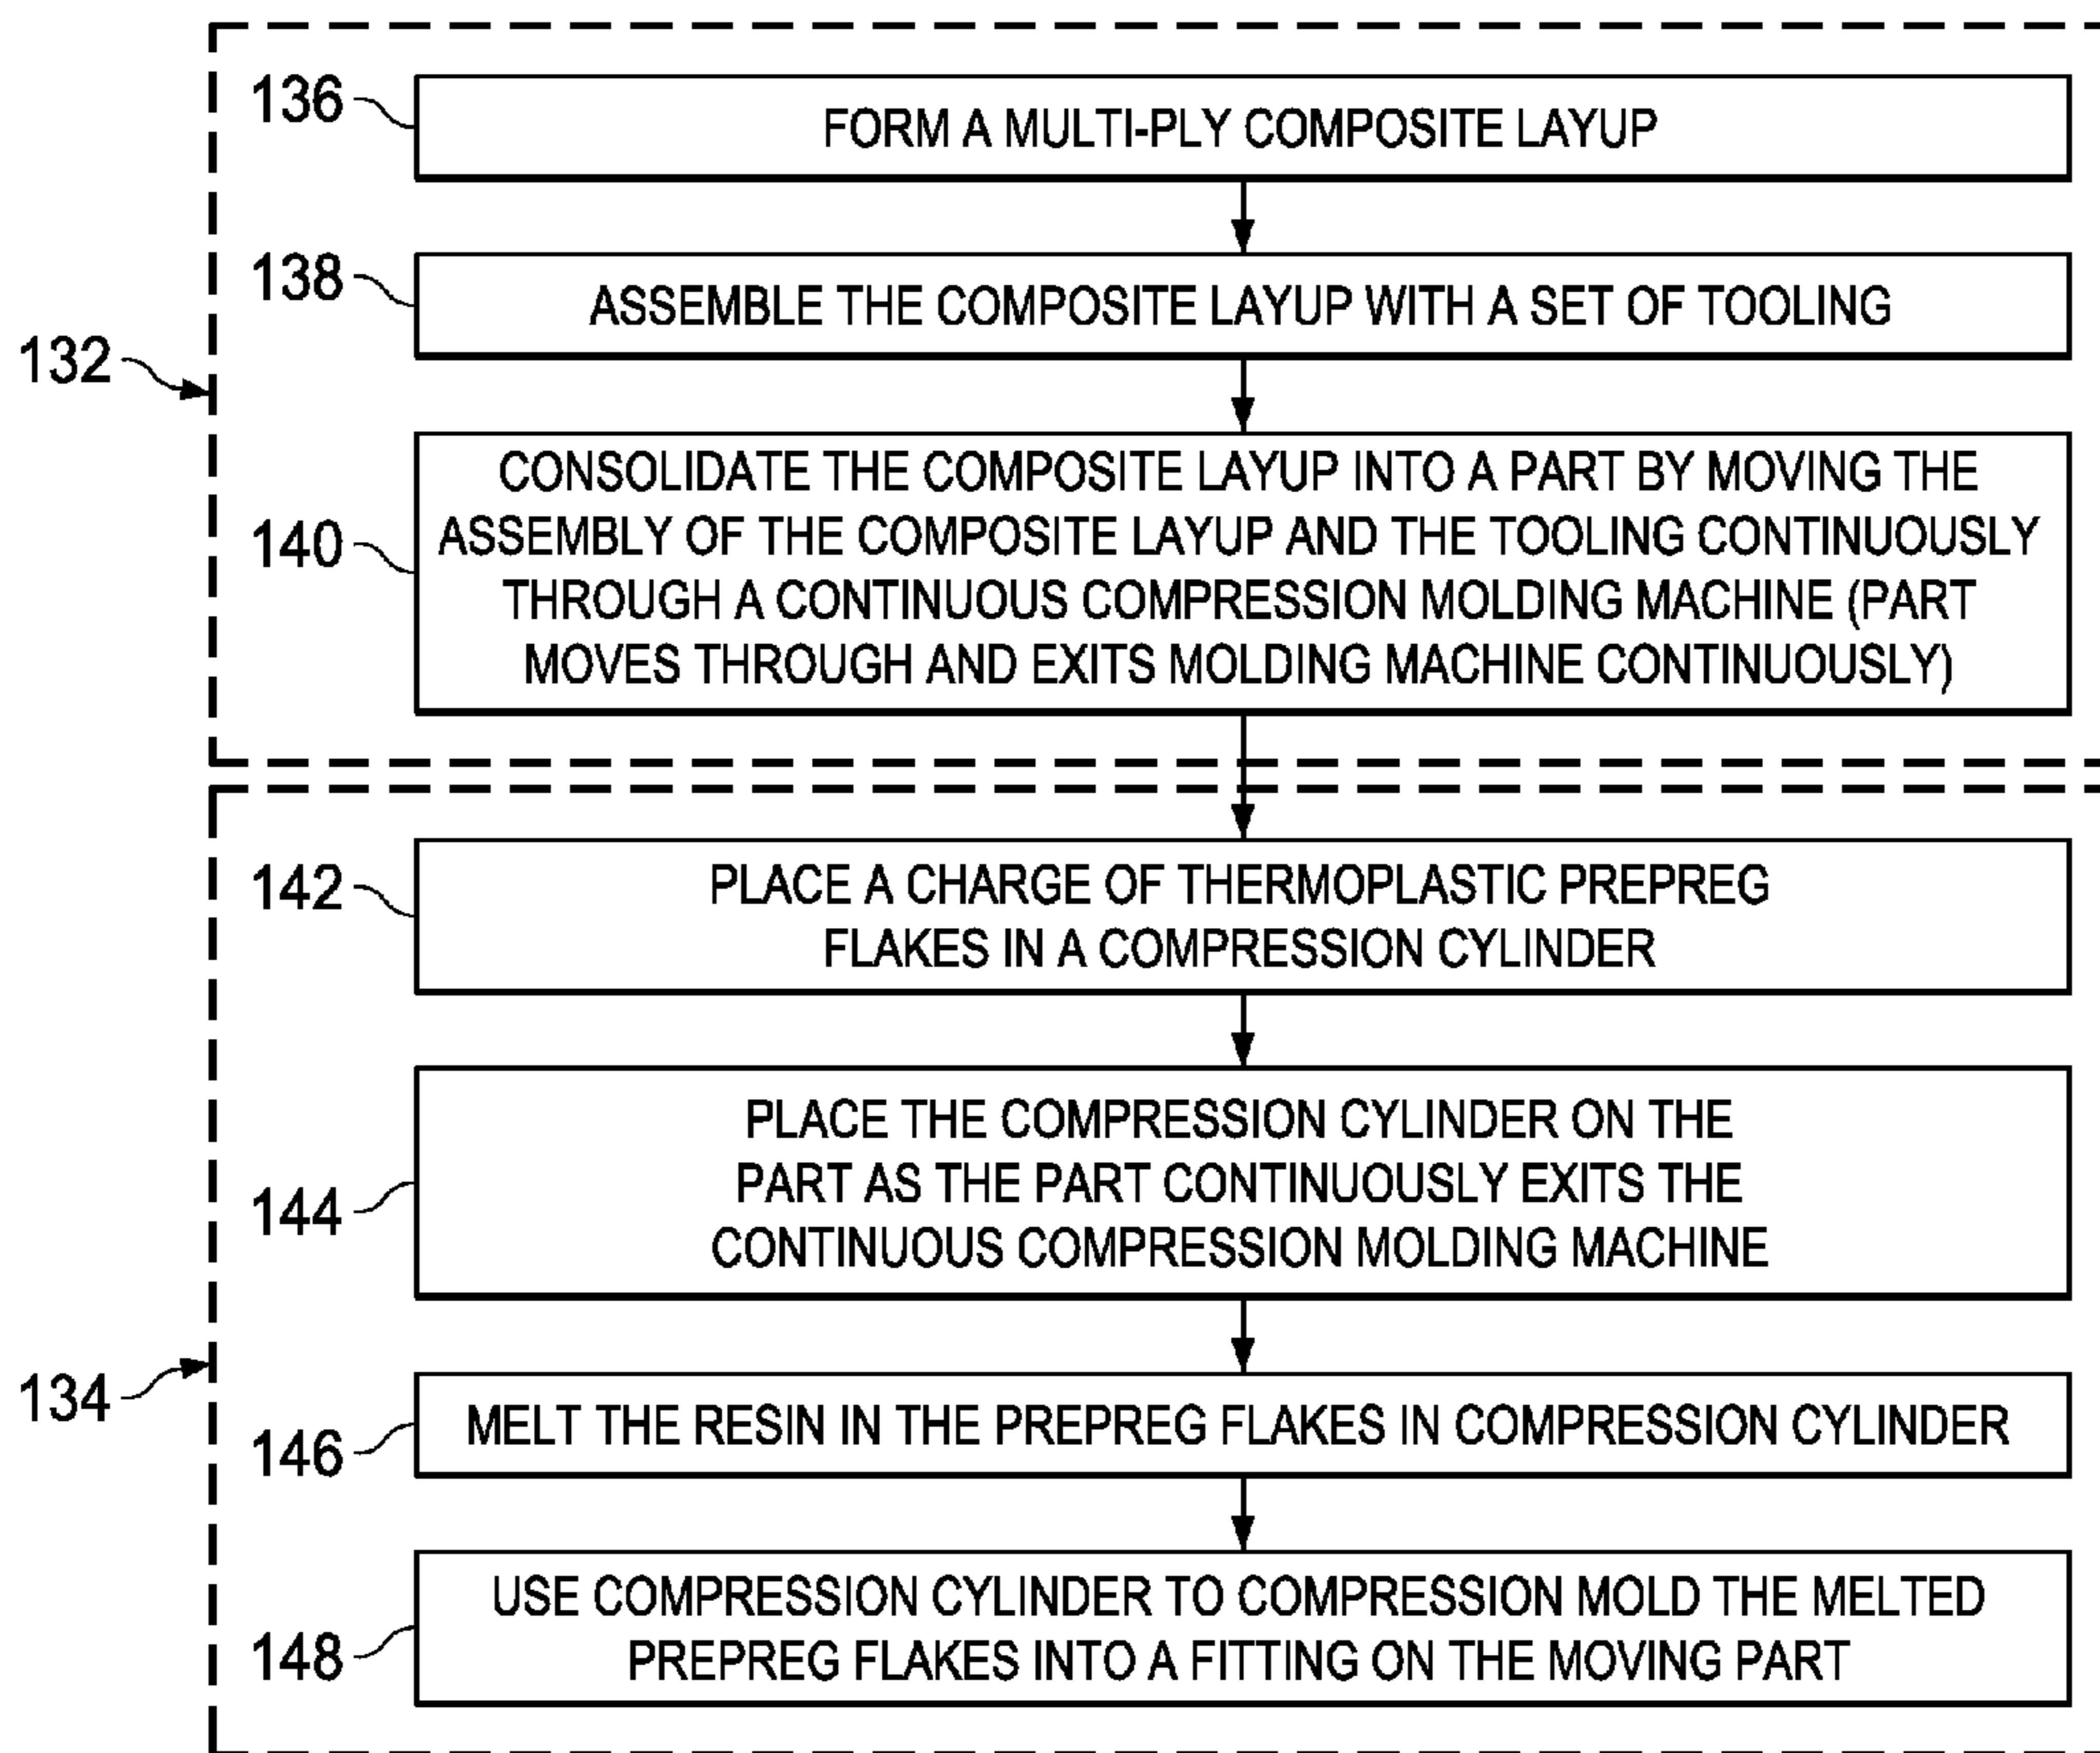 136
FORM A MULTI-PLY COMPOSITE LAYUP
138
ASSEMBLE THE COMPOSITE LAYUP WITH A SET OF TOOLING
132
140
CONSOLIDATE THE COMPOSITE LAYUP INTO A PART BY MOVING THE
ASSEMBLY OF THE COMPOSITE LAYUP AND THE TOOLING CONTINUOUSLY
THROUGH A CONTINUOUS COMPRESSION MOLDING MACHINE (PART
MOVES THROUGH AND EXITS MOLDING MACHINE CONTINUOUSLY)
142
PLACE A CHARGE OF THERMOPLASTIC PREPREG
FLAKES IN A COMPRESSION CYLINDER
144
PLACE THE COMPRESSION CYLINDER ON THE
PART AS THE PART CONTINUOUSLY EXITS THE
CONTINUOUS COMPRESSION MOLDING MACHINE
134
146
MELT THE RESIN IN THE PREPREG FLAKES IN COMPRESSION CYLINDER
148
USE COMPRESSION CYLINDER TO COMPRESSION MOLD THE MELTED
PREPREG FLAKES INTO A FITTING ON THE MOVING PART